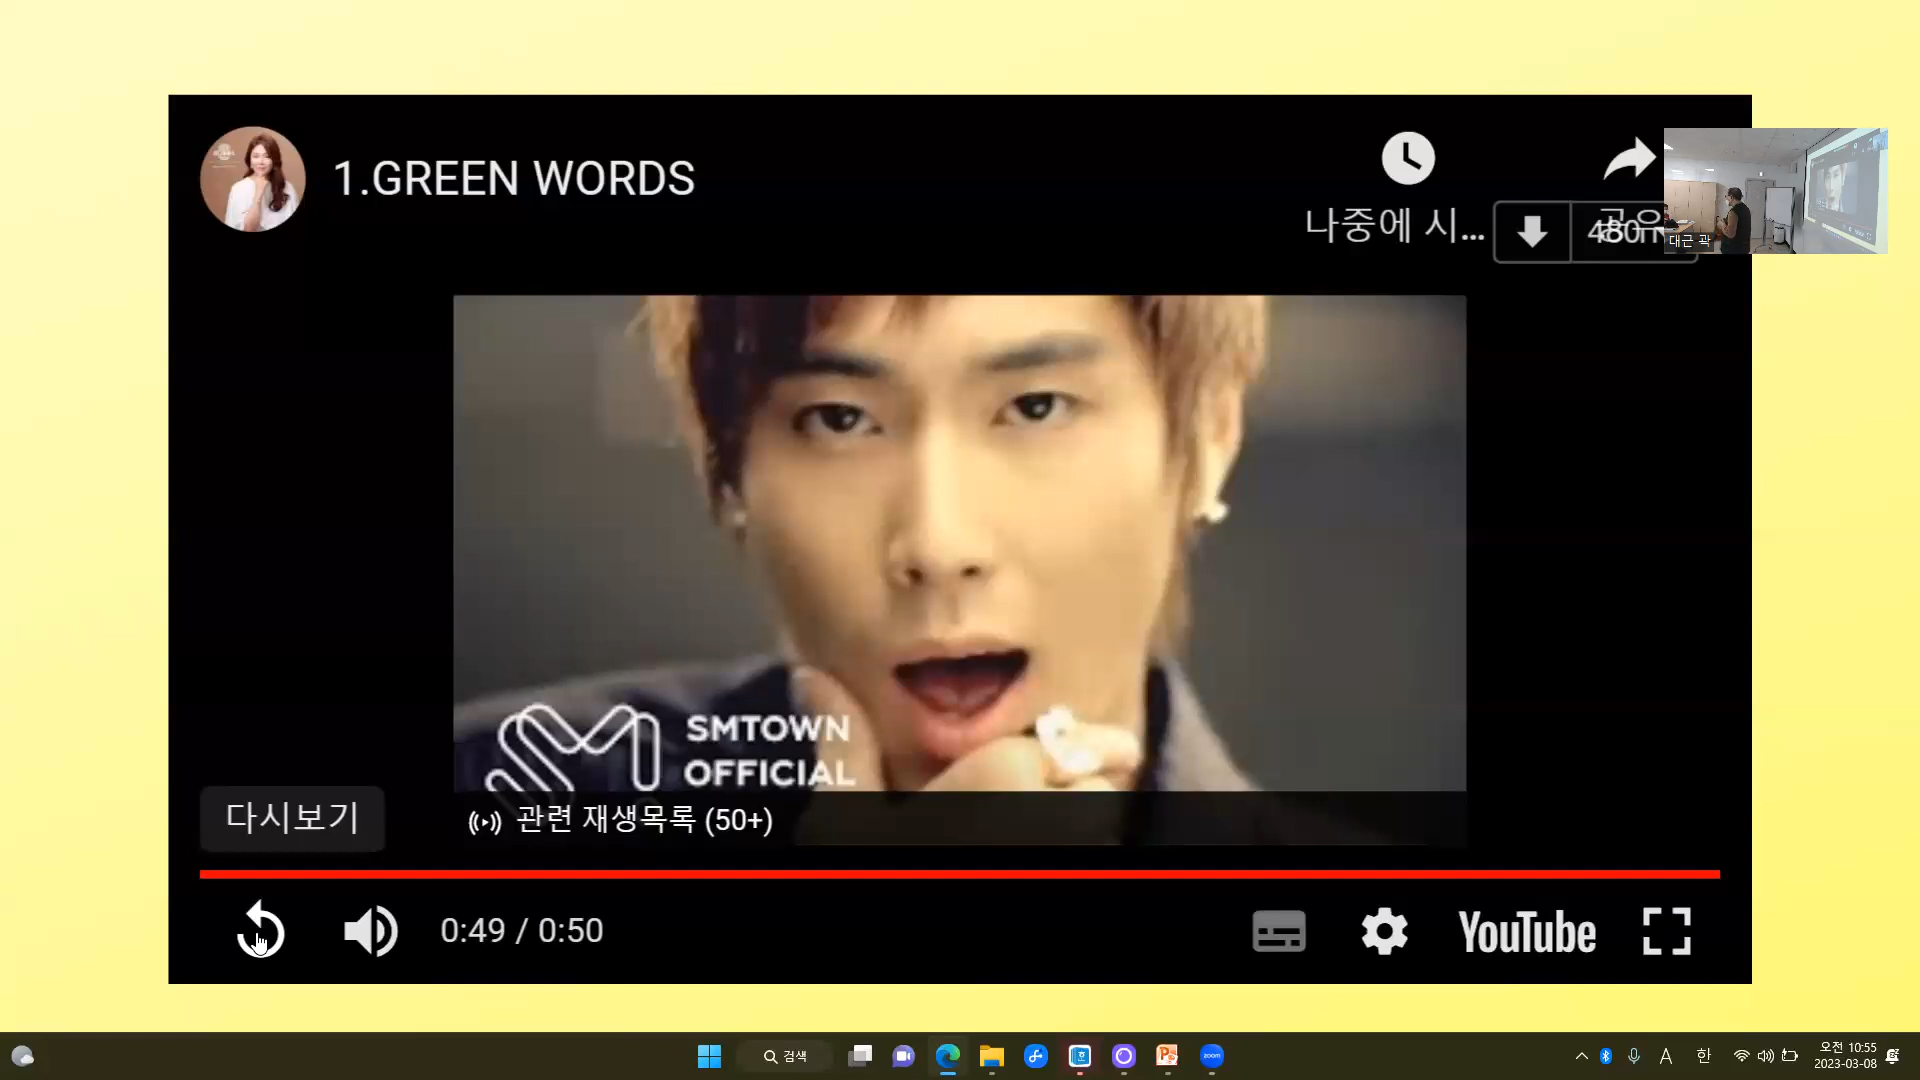 1.GREEN WORDS
나중에 시...
대근 곽
SMTOWN
OFFICIAL
다시보기
관련 재생목록 (50+)
0:49 / 0:50
YouTube
검색
zoom
A
한
오전 10:55
2023-03-08